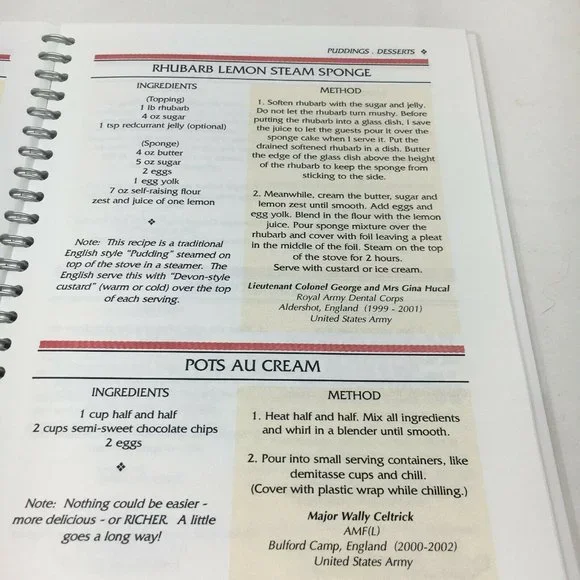 PUDDINGS . DESSERTS ❖
RHUBARB LEMON STEAM SPONGE
INGREDIENTS
(Topping)
1 lb rhubarb
4 oz sugar
1 tsp redcurrant jelly (optional)
(Sponge)
4 oz butter
5 oz sugar
2 eggs
1 egg yolk
7 oz self-raising flour
zest and juice of one lemon
❖
Note: This recipe is a traditional
English style "Pudding" steamed on
top of the stove in a steamer. The
English serve this with "Devon-style
custard" (warm or cold) over the top
of each serving.
METHOD
1. Soften rhubarb with the sugar and jelly.
Do not let the rhubarb turn mushy. Before
putting the rhubarb into a glass dish, I save
the juice to let the guests pour it over the
sponge cake when I serve it. Put the
drained softened rhubarb in a dish. Butter
the edge of the glass dish above the height
of the rhubarb to keep the sponge from
sticking to the side.
2. Meanwhile, cream the butter, sugar and
lemon zest until smooth. Add eggs and
egg yolk. Blend in the flour with the lemon
juice. Pour sponge mixture over the
rhubarb and cover with foil leaving a pleat
in the middle of the foil. Steam on the top
of the stove for 2 hours.
Serve with custard or ice cream.
Lieutenant Colonel George and Mrs Gina Hucal
Royal Army Dental Corps
Aldershot, England (1999 - 2001)
United States Army
POTS AU CREAM
INGREDIENTS
1 cup half and half
2 cups semi-sweet chocolate chips
2 eggs
❖
Note: Nothing could be easier -
more delicious - or RICHER. A little
goes a long way!
METHOD
1. Heat half and half. Mix all ingredients
and whirl in a blender until smooth.
2. Pour into small serving containers, like
demitasse cups and chill.
(Cover with plastic wrap while chilling.)
Major Wally Celtrick
AMF(L)
Bulford Camp, England (2000-2002)
United States Army